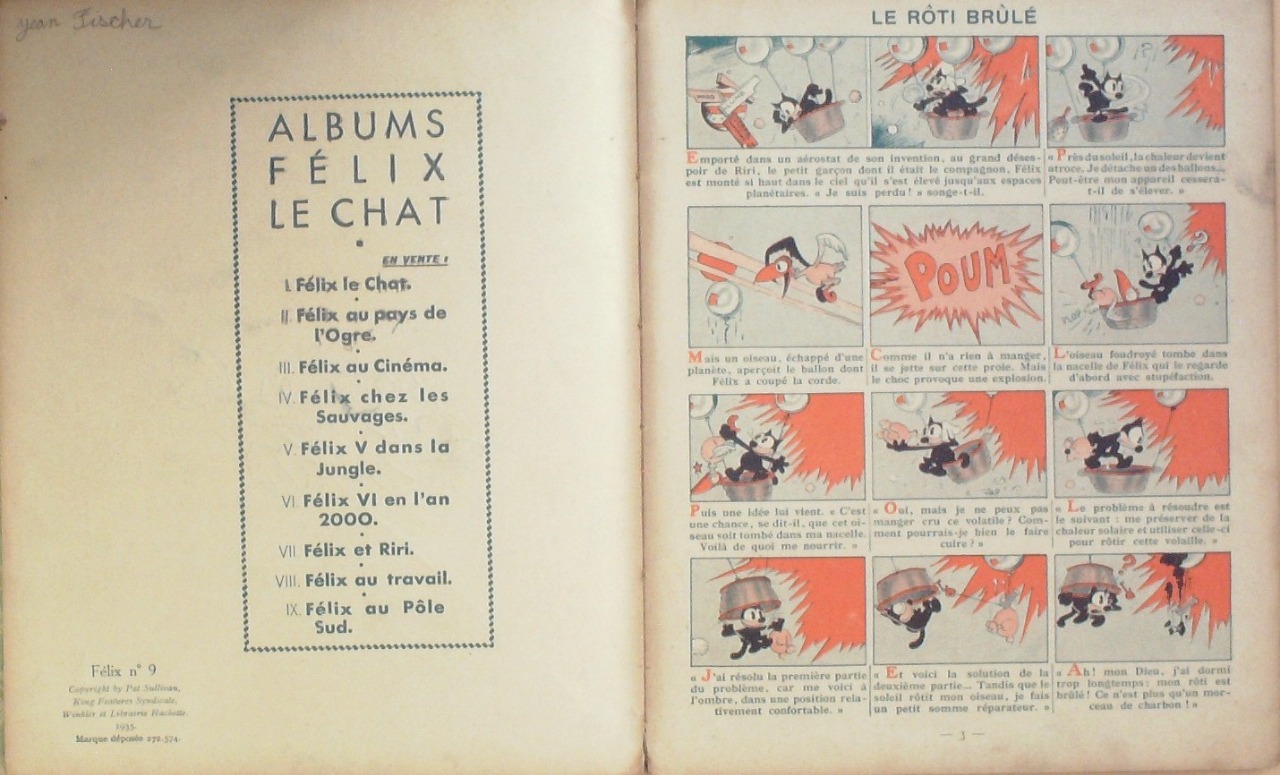 Jean Fischer
ALBUMS
FÉLIX
LE CHAT
EN VENTE :
I. Félix le Chat.
II. Félix au pays de
l'Ogre.
III. Félix au Cinéma.
IV. Félix chez les
Sauvages.
V. Félix V dans la
Jungle.
VI. Félix VI en l'an
2000.
VII. Félix et Riri.
VIII. Félix au travail.
IX. Félix au Pôle
Sud.
Félix n° 9
Copyright by Pat Sullivan,
King Features Syndicate,
Winkler et Librairie Hachette.
1935.
Marque déposée 272.574.
LE RÔTI BRÛLÉ
Emporté dans un aérostat de son invention, au grand déses-
poir de Riri, le petit garçon dont il était le compagnon, Félix
est monté si haut dans le ciel qu'il s'est élevé jusqu'aux espaces
planétaires. « Je suis perdu ! » songe-t-il.
!?!
« Près du soleil, la chaleur devient
atroce. Je détache un des ballons...
Peut-être mon appareil cessera-
t-il de s'élever. »
Mais un oiseau, échappé d'une
planète, aperçoit le ballon dont
Félix a coupé la corde.
POUM
Comme il n'a rien à manger,
il se jette sur cette proie. Mais
le choc provoque une explosion.
?
L'oiseau foudroyé tombe dans
la nacelle de Félix qui le regarde
d'abord avec stupéfaction.
Puis une idée lui vient. « C'est
une chance, se dit-il, que cet oi-
seau soit tombé dans ma nacelle.
Voilà de quoi me nourrir. »
« Oui, mais je ne peux pas
manger cru ce volatile ? Com-
ment pourrais-je bien le faire
cuire ? »
« Le problème à résoudre est
le suivant : me préserver de la
chaleur solaire et utiliser celle-ci
pour rôtir cette volaille. »
« J'ai résolu la première partie
du problème, car me voici à
l'ombre, dans une position rela-
tivement confortable. »
« Et voici la solution de la
deuxième partie... Tandis que le
soleil rôtit mon oiseau, je fais
un petit somme réparateur. »
?
« Ah ! mon Dieu, j'ai dormi
trop longtemps : mon rôti est
brûlé ! Ce n'est plus qu'un mor-
ceau de charbon ! »
— 3 —